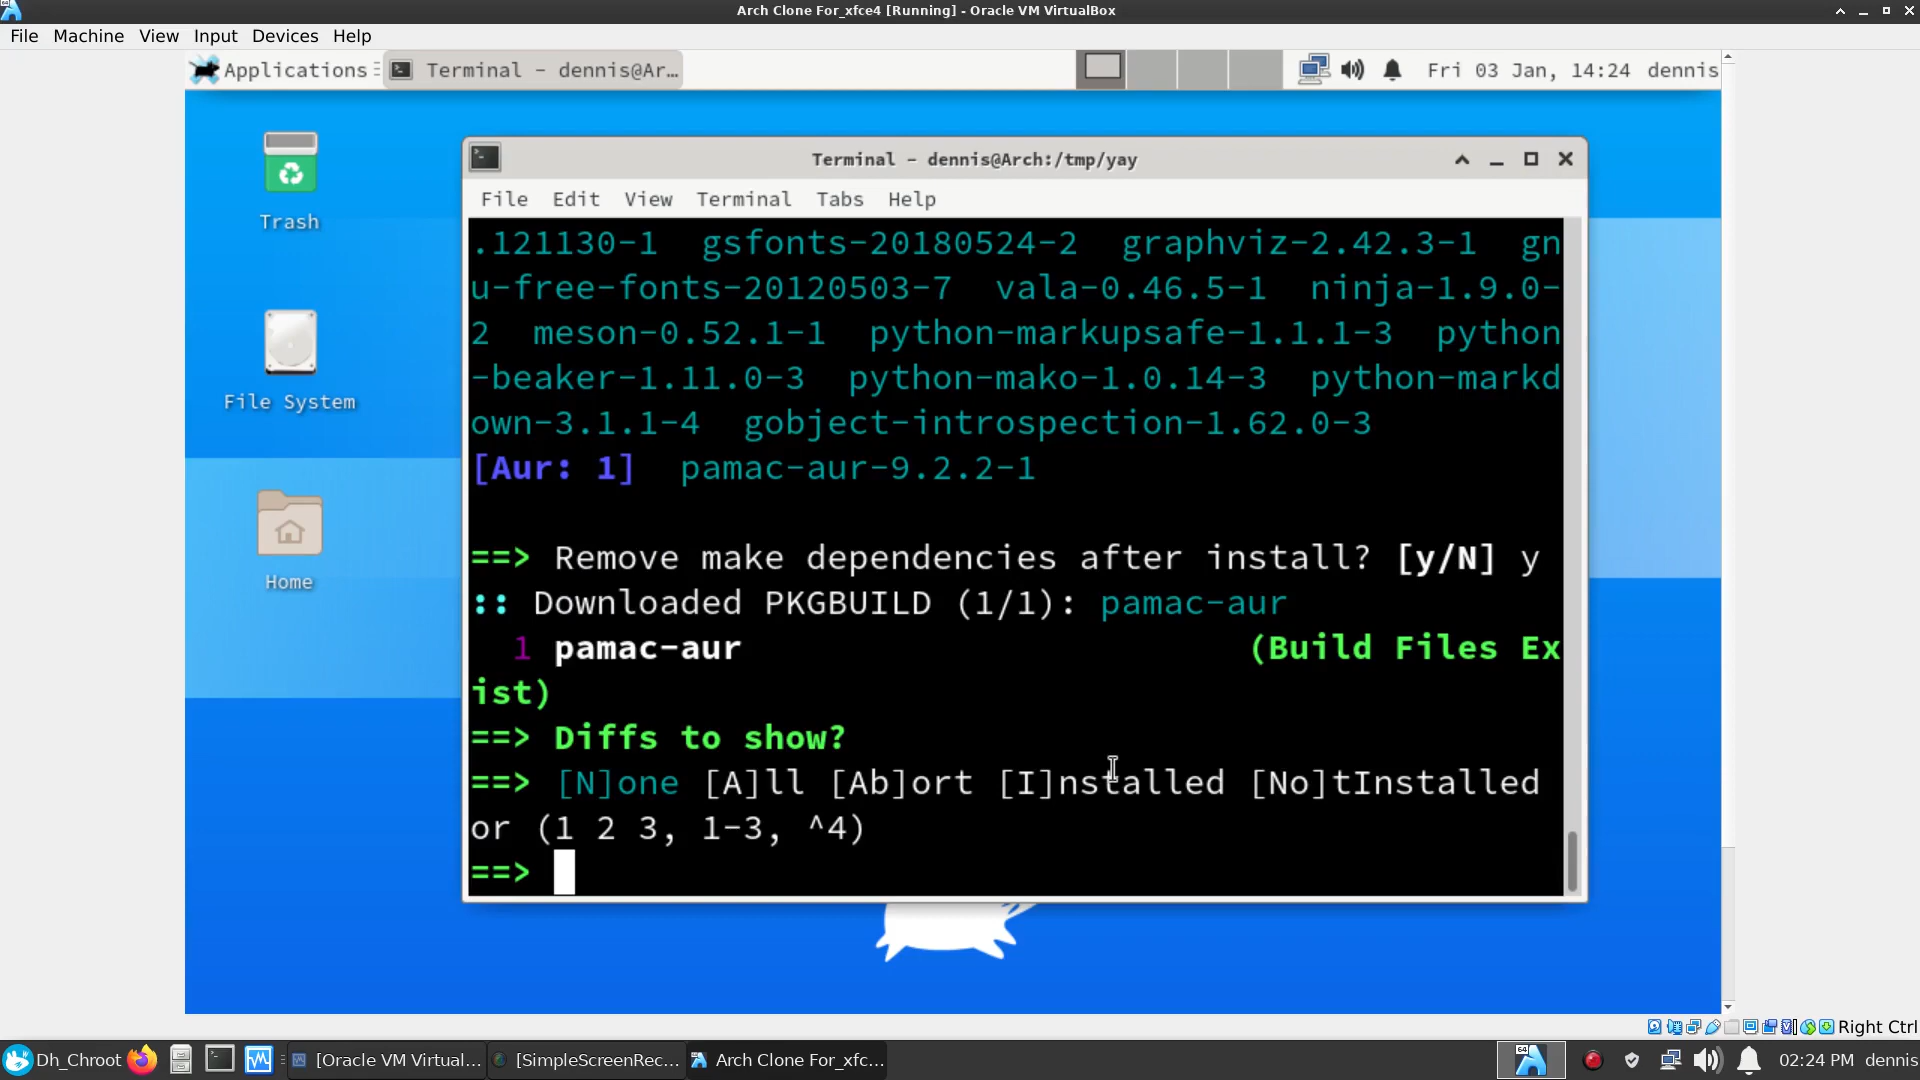 Arch Clone For_xfce4 [Running] - Oracle VM VirtualBox
File Machine View Input Devices Help
Applications Terminal - dennis@Ar... Fri 03 Jan, 14:24 dennis
Trash
File System
Home
Terminal - dennis@Arch:/tmp/yay
File Edit View Terminal Tabs Help
.121130-1 gsfonts-20180524-2 graphviz-2.42.3-1 gn
u-free-fonts-20120503-7 vala-0.46.5-1 ninja-1.9.0-
2 meson-0.52.1-1 python-markupsafe-1.1.1-3 python
-beaker-1.11.0-3 python-mako-1.0.14-3 python-markd
own-3.1.1-4 gobject-introspection-1.62.0-3
[Aur: 1] pamac-aur-9.2.2-1
==> Remove make dependencies after install? [y/N] y
:: Downloaded PKGBUILD (1/1): pamac-aur
1 pamac-aur (Build Files Ex
ist)
==> Diffs to show?
==> [N]one [A]ll [Ab]ort [I]nstalled [No]tInstalled
or (1 2 3, 1-3, ^4)
==>
Right Ctrl
Dh_Chroot [Oracle VM Virtual... [SimpleScreenRec... Arch Clone For_xfc... 64 02:24 PM dennis